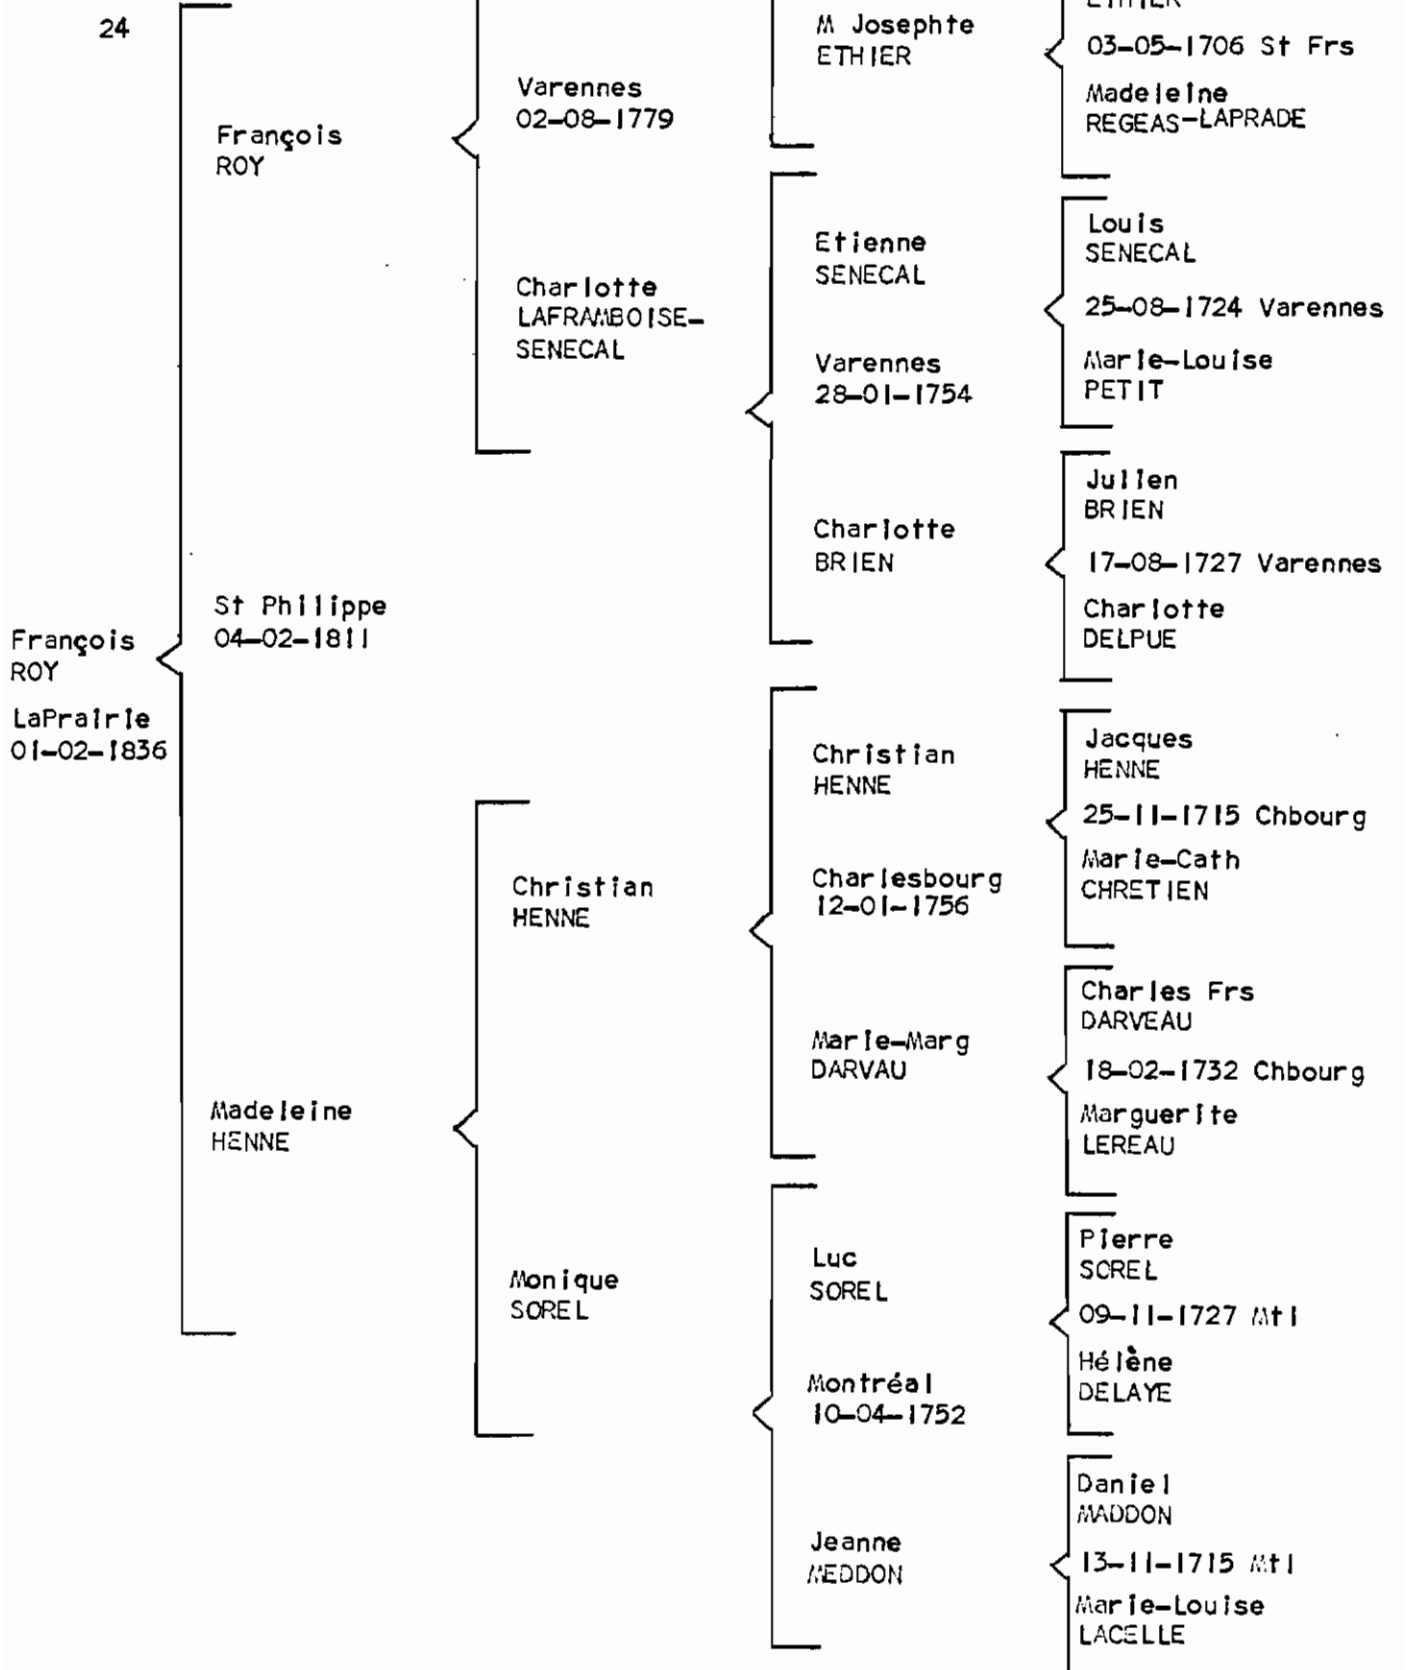 24
François
ROY
LaPrairie
01-02-1836
François
ROY
St Philippe
04-02-1811
Madeleine
HENNE
Varennes
02-08-1779
Charlotte
LAFRAMBOISE-
SENECAL
Christian
HENNE
Monique
SOREL
M Josephte
ETHIER
Etienne
SENECAL
Varennes
28-01-1754
Charlotte
BRIEN
Christian
HENNE
Charlesbourg
12-01-1756
Marie-Marg
DARVAU
Luc
SOREL
Montréal
10-04-1752
Jeanne
MEDDON
ETHIER
03-05-1706 St Frs
Madeleine
REGEAS-LAPRADE
Louis
SENECAL
25-08-1724 Varennes
Marie-Louise
PETIT
Julien
BRIEN
17-08-1727 Varennes
Charlotte
DELPUE
Jacques
HENNE
25-11-1715 Chbourg
Marie-Cath
CHRETIEN
Charles Frs
DARVEAU
18-02-1732 Chbourg
Marguerite
LEREAU
Pierre
SOREL
09-11-1727 Mtl
Hélène
DELAYE
Daniel
MADDON
13-11-1715 Mtl
Marie-Louise
LACELLE